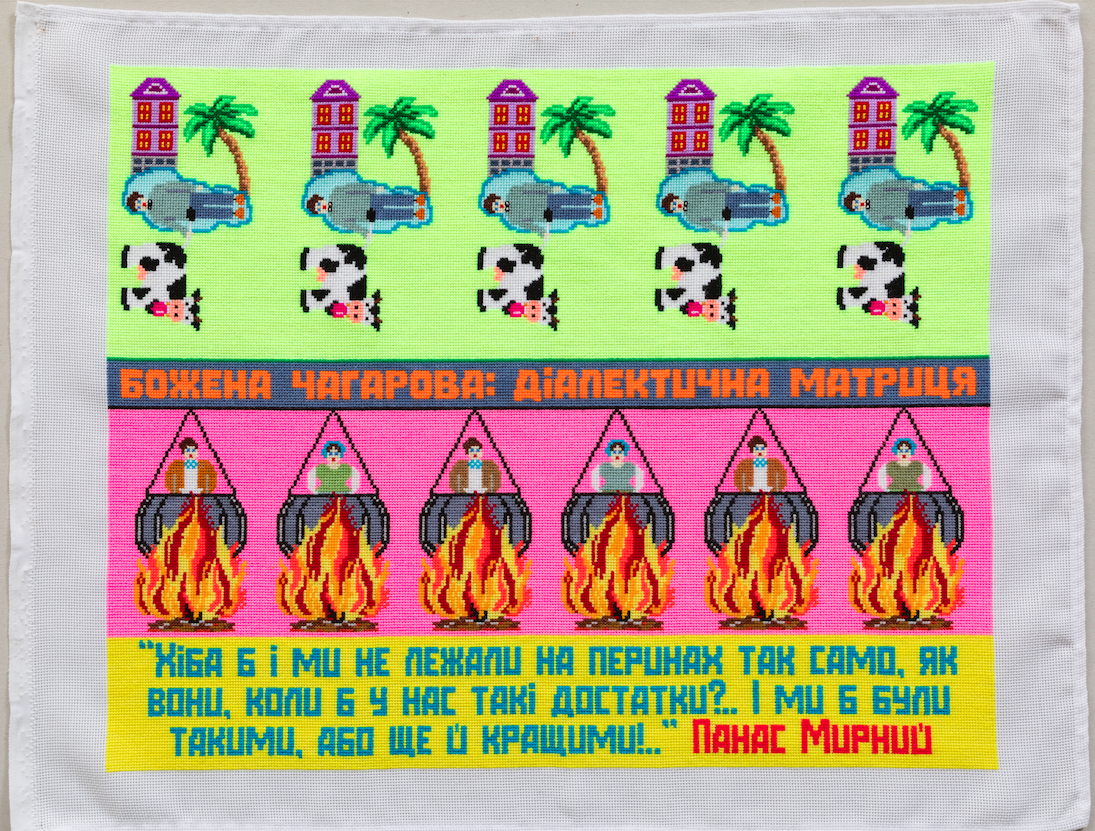 БОЖЕНА ЧАГАРОВА: ДіАЛЕКТИЧНА МАТРИЦЯ
“Хіба б і ми не лежали на перинах так само, як
вони, коли б у нас такі достатки?.. І ми б були
такими, або ще й кращими!..” Панас Мирний